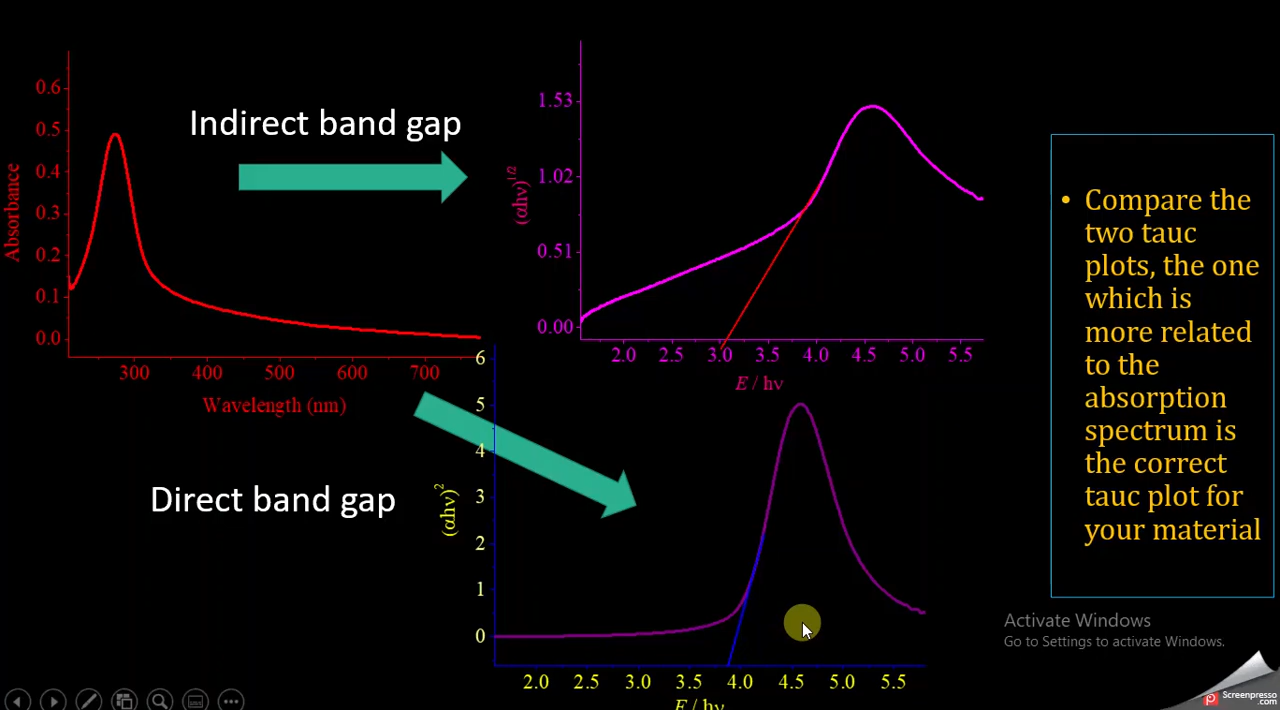 Indirect band gap
0.6
0.5
0.4
0.3
0.2
0.1
0.0
Absorbance
300 400 500 600 700
Wavelength (nm)
1.53
1.02
0.51
0.00
(αhν)1/2
2.0 2.5 3.0 3.5 4.0 4.5 5.0 5.5
E / hν
Direct band gap
6
5
4
3
2
1
0
(αhν)2
2.0 2.5 3.0 3.5 4.0 4.5 5.0 5.5
E / hν
• Compare the
two tauc
plots, the one
which is
more related
to the
absorption
spectrum is
the correct
tauc plot for
your material
Activate Windows
Go to Settings to activate Windows.
Screenpresso
.com